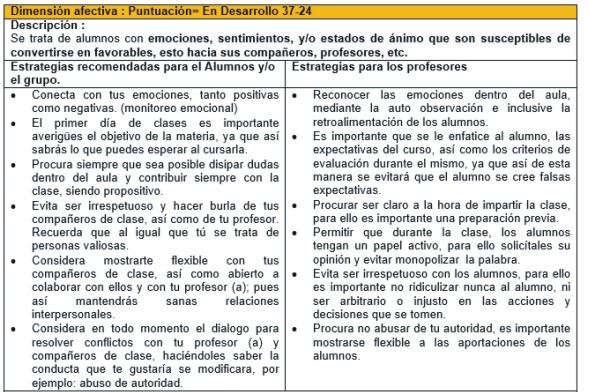 Dimensión afectiva : Puntuación= En Desarrollo 37-24
Descripción :
Se trata de alumnos con emociones, sentimientos, y/o estados de ánimo que son susceptibles de
convertirse en favorables, esto hacia sus compañeros, profesores, etc.
Estrategias recomendadas para el Alumnos y/o
el grupo.
• Conecta con tus emociones, tanto positivas
como negativas. (monitoreo emocional)
• El primer día de clases es importante
averigües el objetivo de la materia, ya que así
sabrás lo que puedes esperar al cursarla.
• Procura siempre que sea posible disipar dudas
dentro del aula y contribuir siempre con la
clase, siendo propositivo.
• Evita ser irrespetuoso y hacer burla de tus
compañeros de clase, así como de tu profesor.
Recuerda que al igual que tú se trata de
personas valiosas.
• Considera mostrarte flexible con tus
compañeros de clase, así como abierto a
colaborar con ellos y con tu profesor (a); pues
así mantendrás sanas relaciones
interpersonales.
• Considera en todo momento el dialogo para
resolver conflictos con tu profesor (a) y
compañeros de clase, haciéndoles saber la
conducta que te gustaría se modificara, por
ejemplo: abuso de autoridad.
Estrategias para los profesores
• Reconocer las emociones dentro del aula,
mediante la auto observación e inclusive la
retroalimentación de los alumnos.
• Es importante que se le enfatice al alumno, las
expectativas del curso, así como los criterios de
evaluación durante el mismo, ya que así de esta
manera se evitará que el alumno se cree falsas
expectativas.
• Procurar ser claro a la hora de impartir la clase,
para ello es importante una preparación previa.
• Permitir que durante la clase, los alumnos
tengan un papel activo, para ello solicítales su
opinión y evitar monopolizar la palabra.
• Evita ser irrespetuoso con los alumnos, para ello
es importante no ridiculizar nunca al alumno, ni
ser arbitrario o injusto en las acciones y
decisiones que se tomen.
• Procura no abusar de tu autoridad, es importante
mostrarse flexible a las aportaciones de los
alumnos.